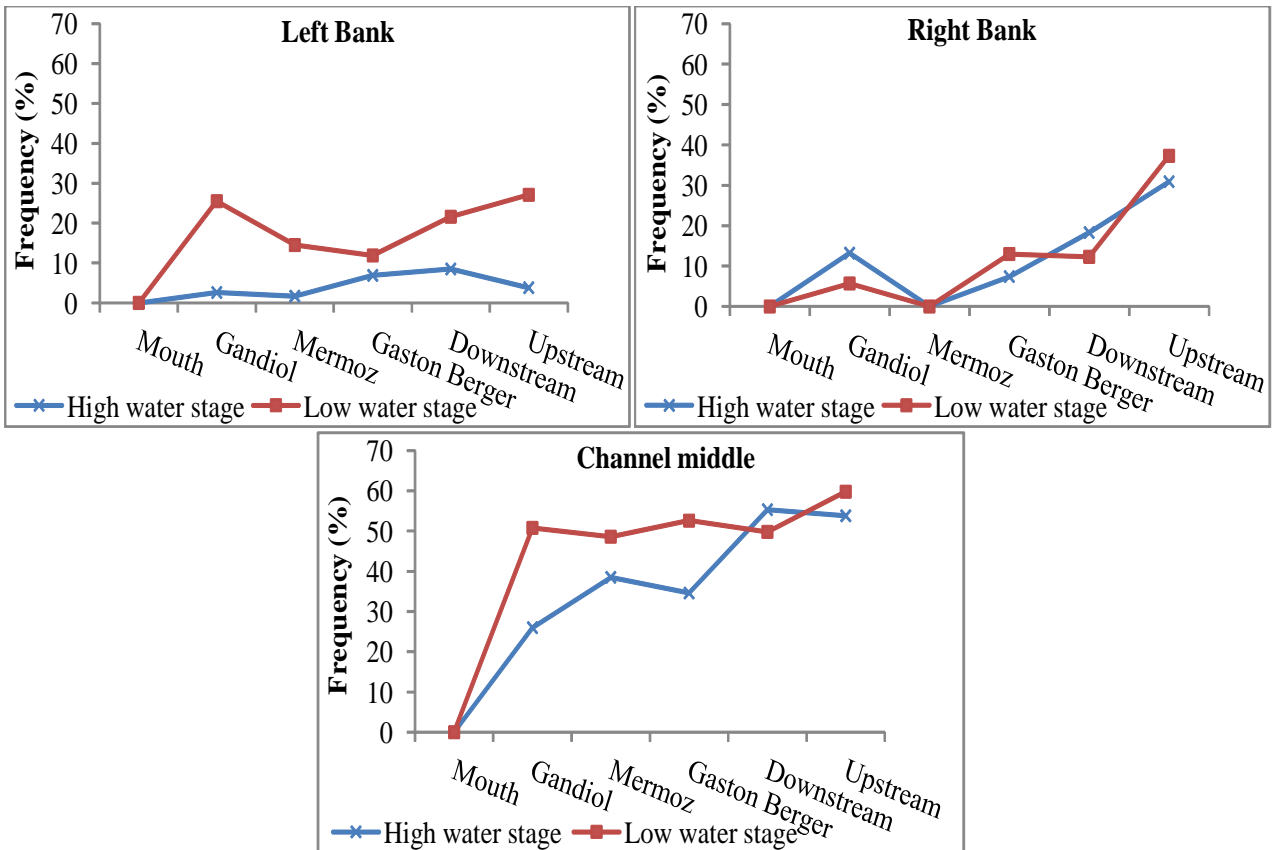 Left Bank
Frequency (%)
70
60
50
40
30
20
10
0
Mouth
Gandiol
Mermoz
Gaston Berger
Downstream
Upstream
High water stage
Low water stage
Right Bank
Frequency (%)
70
60
50
40
30
20
10
0
Mouth
Gandiol
Mermoz
Gaston Berger
Downstream
Upstream
High water stage
Low water stage
Channel middle
Frequency (%)
70
60
50
40
30
20
10
0
Mouth
Gandiol
Mermoz
Gaston Berger
Downstream
Upstream
High water stage
Low water stage